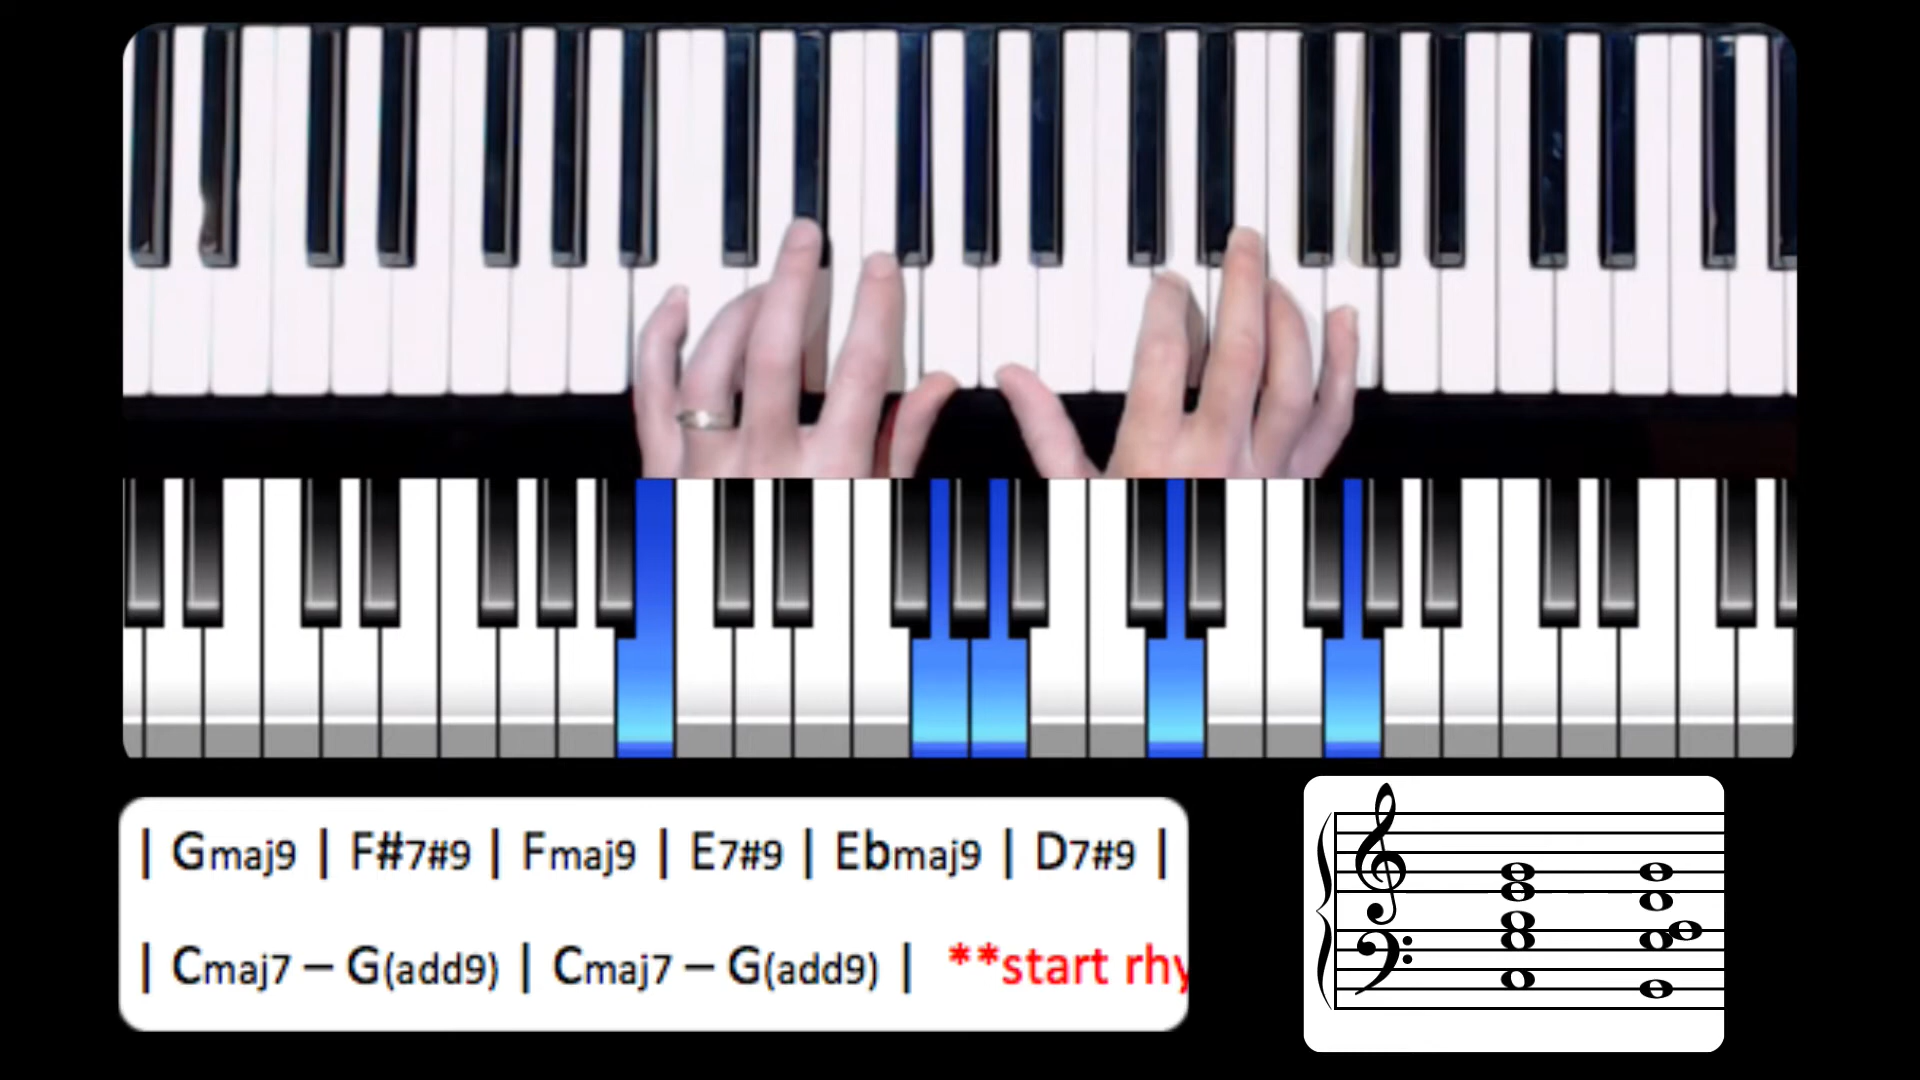 | Gmaj9 | F#7#9 | Fmaj9 | E7#9 | Ebmaj9 | D7#9 |
| Cmaj7 – G(add9) | Cmaj7 – G(add9) | **start rhy